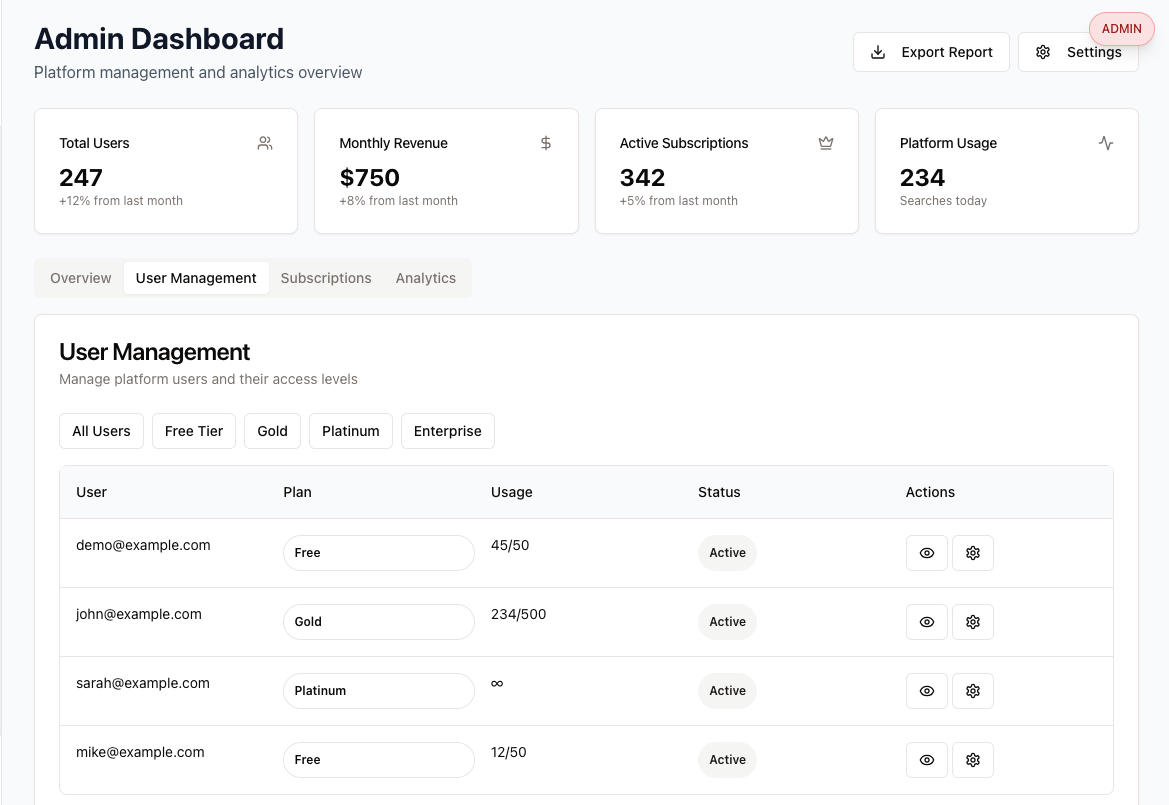 Admin Dashboard
Platform management and analytics overview
Export Report
Settings
ADMIN
Total Users
247
+12% from last month
Monthly Revenue
$750
+8% from last month
Active Subscriptions
342
+5% from last month
Platform Usage
234
Searches today
Overview User Management Subscriptions Analytics
User Management
Manage platform users and their access levels
All Users Free Tier Gold Platinum Enterprise
User Plan Usage Status Actions
demo@example.com Free 45/50 Active
john@example.com Gold 234/500 Active
sarah@example.com Platinum ∞ Active
mike@example.com Free 12/50 Active